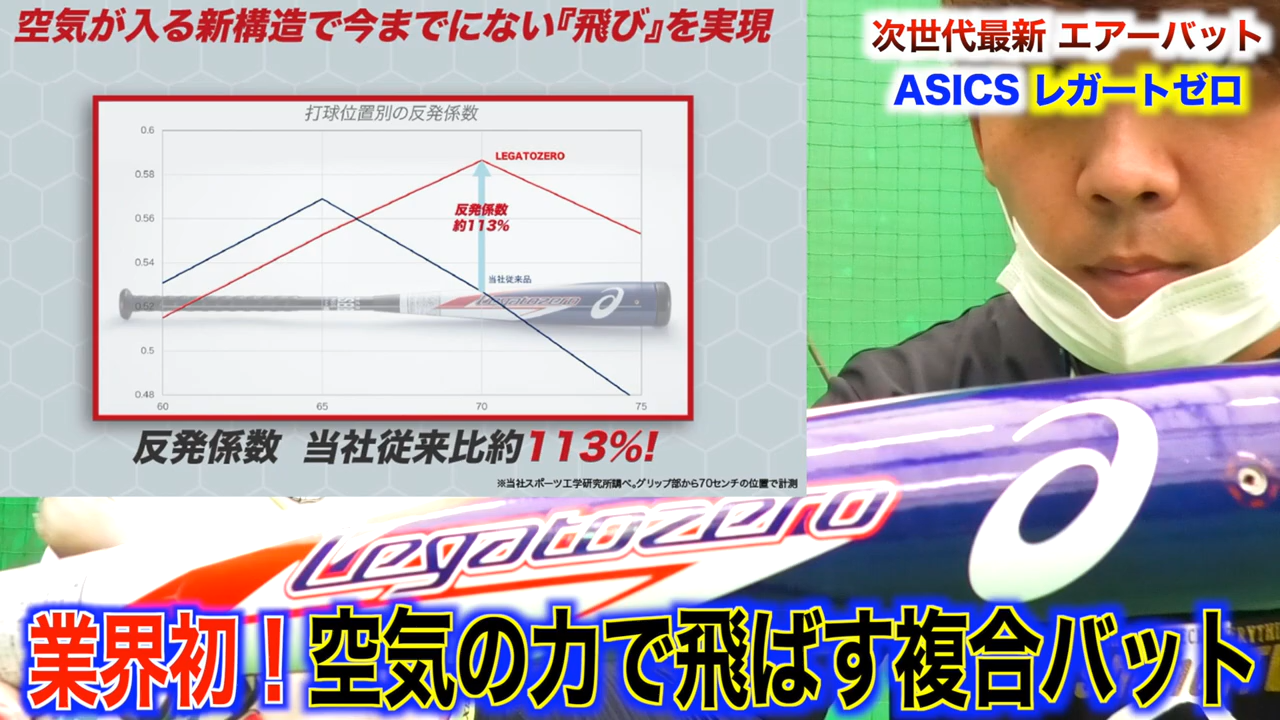 空気が入る新構造で今までにない『飛び』を実現
次世代最新 エアーバット
ASICS レガートゼロ
打球位置別の反発係数
0.6
0.58
0.56
0.54
0.52
0.5
0.48
60
65
70
75
LEGATOZERO
反発係数
約113%
当社従来品
Legatozero
反発係数 当社従来比約113%!
※当社スポーツ工学研究所調べ。グリップ部から70センチの位置で計測
Legatozero
業界初！空気の力で飛ばす複合バット